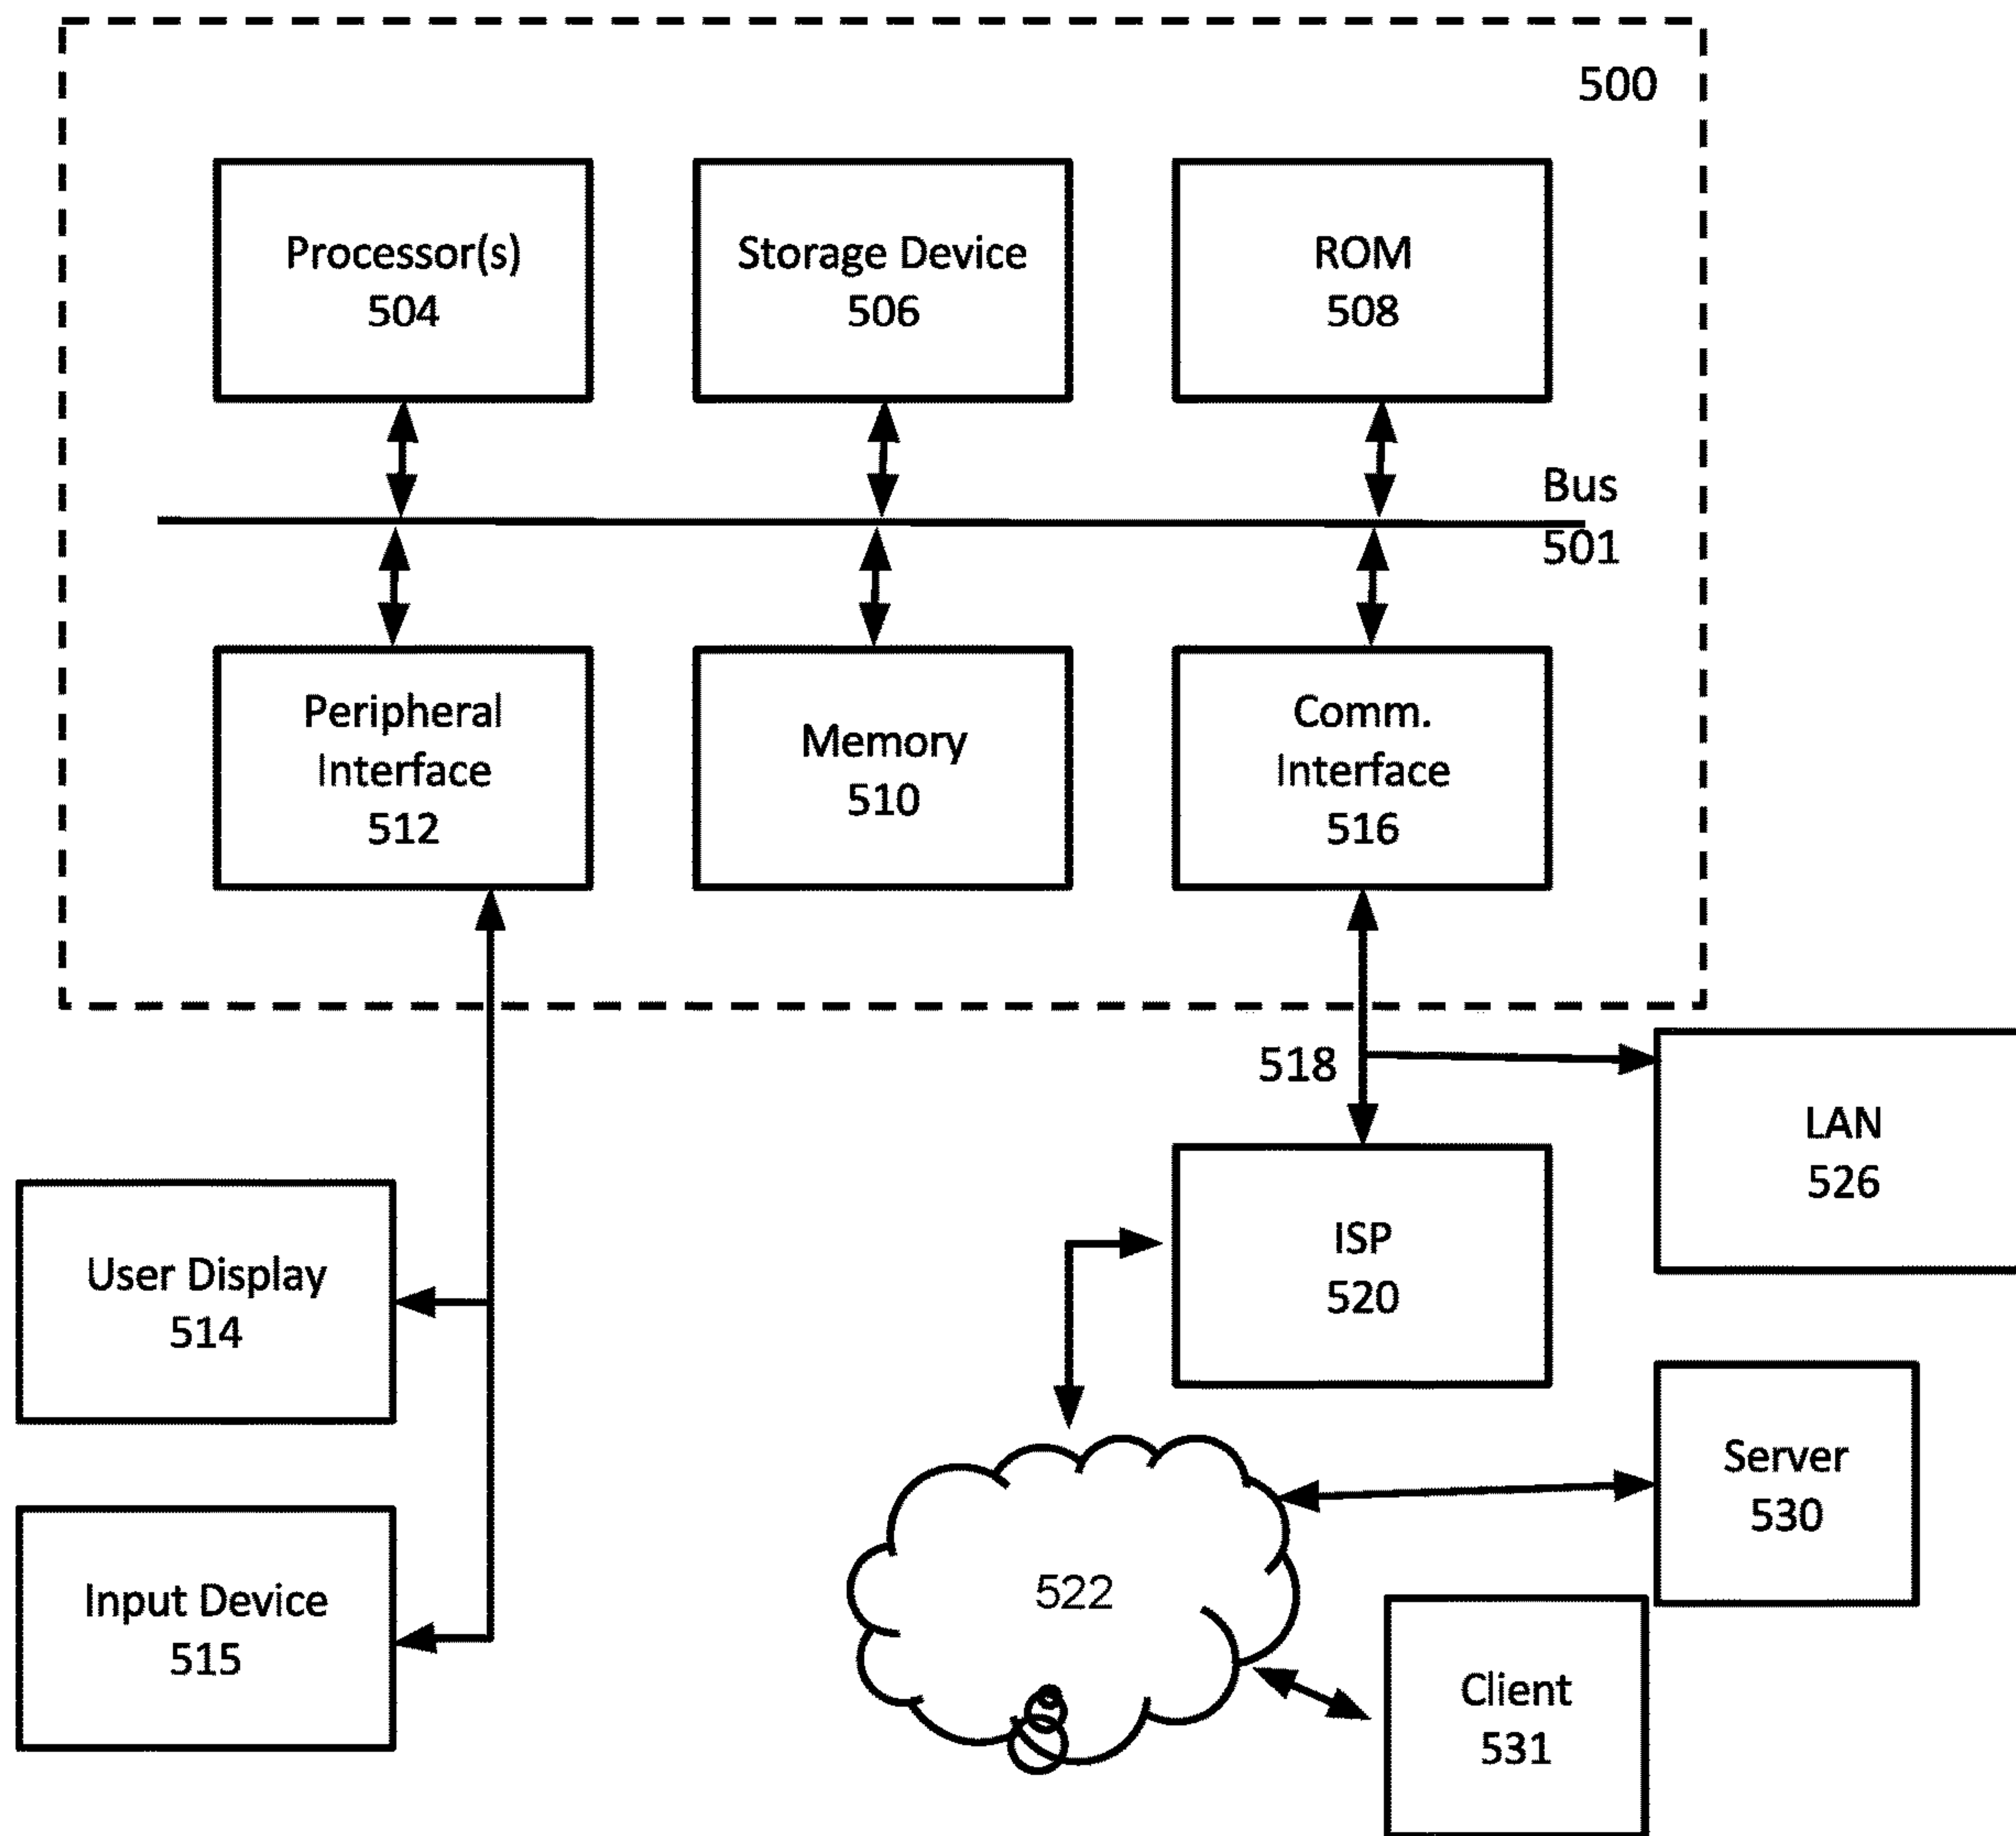 500
Processor(s)
504
Storage Device
506
ROM
508
Bus
501
Peripheral
Interface
512
Memory
510
Comm.
Interface
516
518
LAN
526
User Display
514
ISP
520
Server
530
Input Device
515
522
Client
531